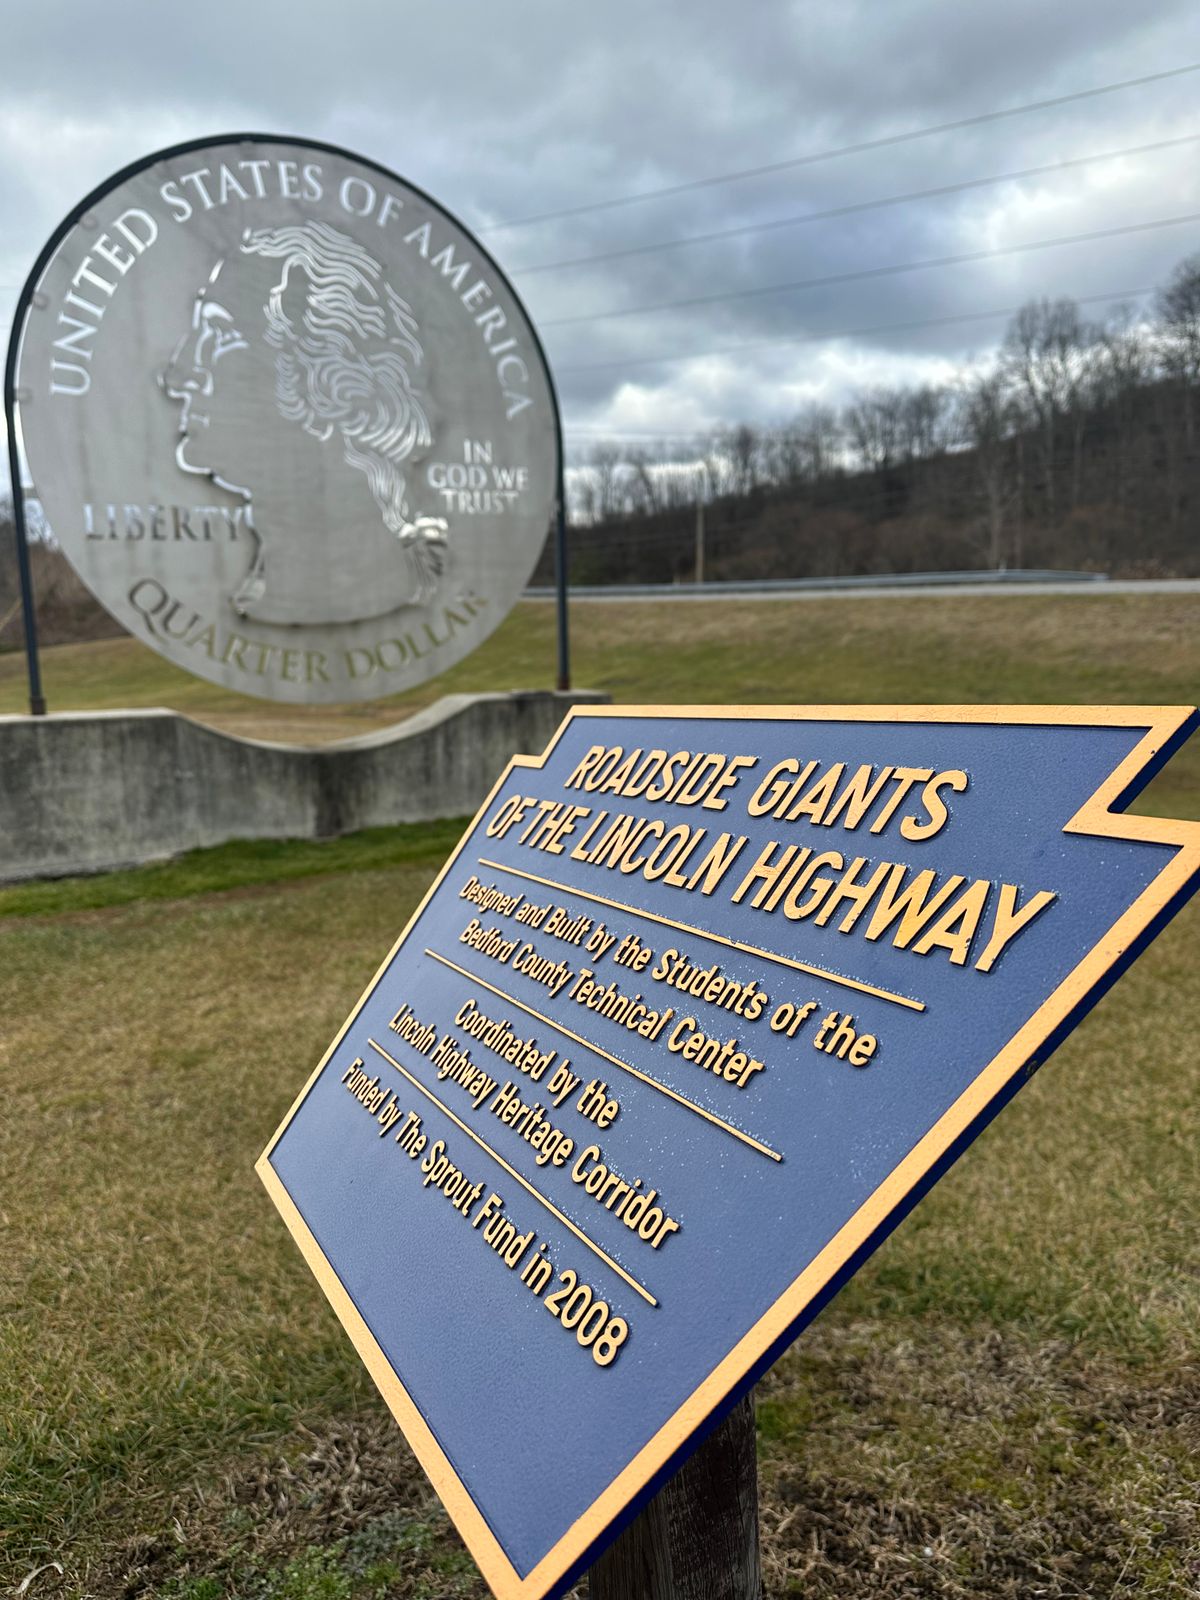 UNITED STATES OF AMERICA
IN
GOD WE
TRUST
LIBERTY
QUARTER DOLLAR
ROADSIDE GIANTS
OF THE LINCOLN HIGHWAY
Designed and Built by the Students of the
Bedford County Technical Center
Coordinated by the
Lincoln Highway Heritage Corridor
Funded by The Sprout Fund in 2008